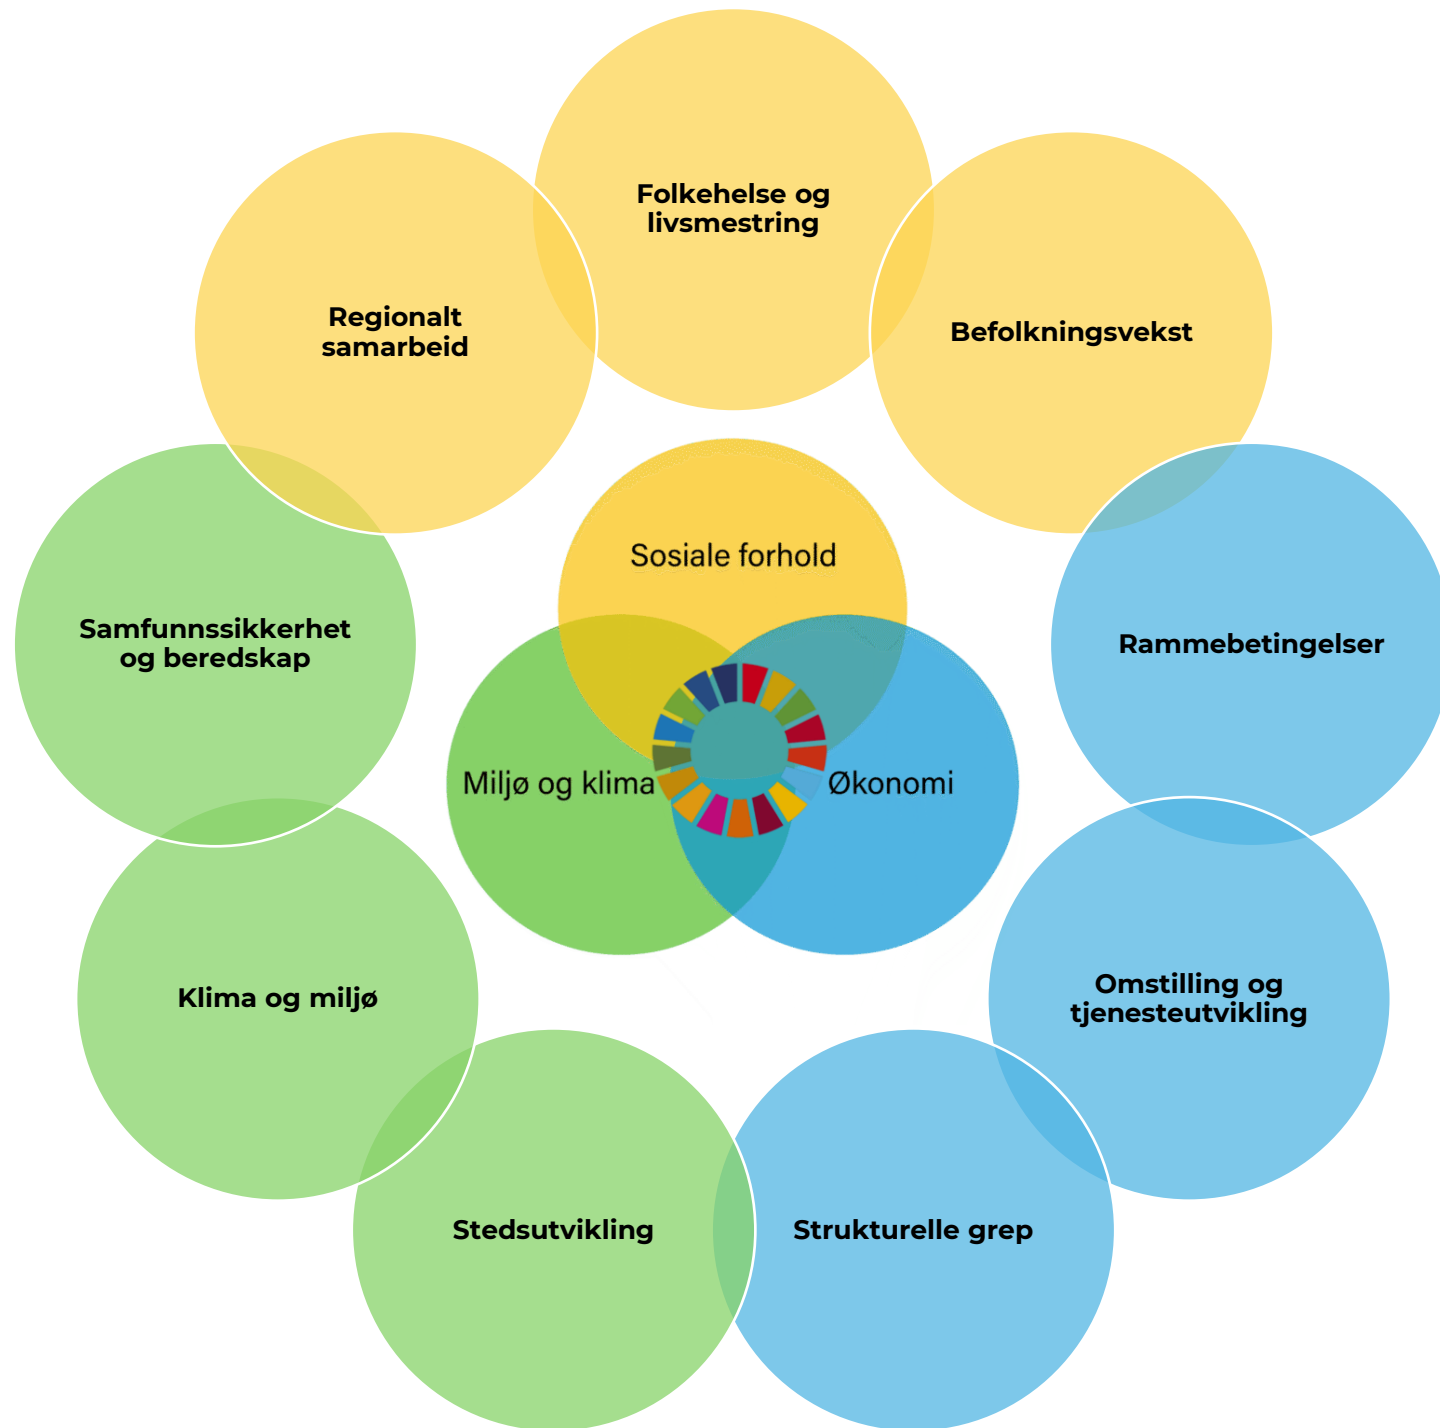 Folkehelse og
livsmestring
Regionalt
samarbeid
Befolkningsvekst
Sosiale forhold
Samfunnssikkerhet
og beredskap
Rammebetingelser
Miljø og klima
Økonomi
Klima og miljø
Omstilling og
tjenesteutvikling
Stedsutvikling
Strukturelle grep